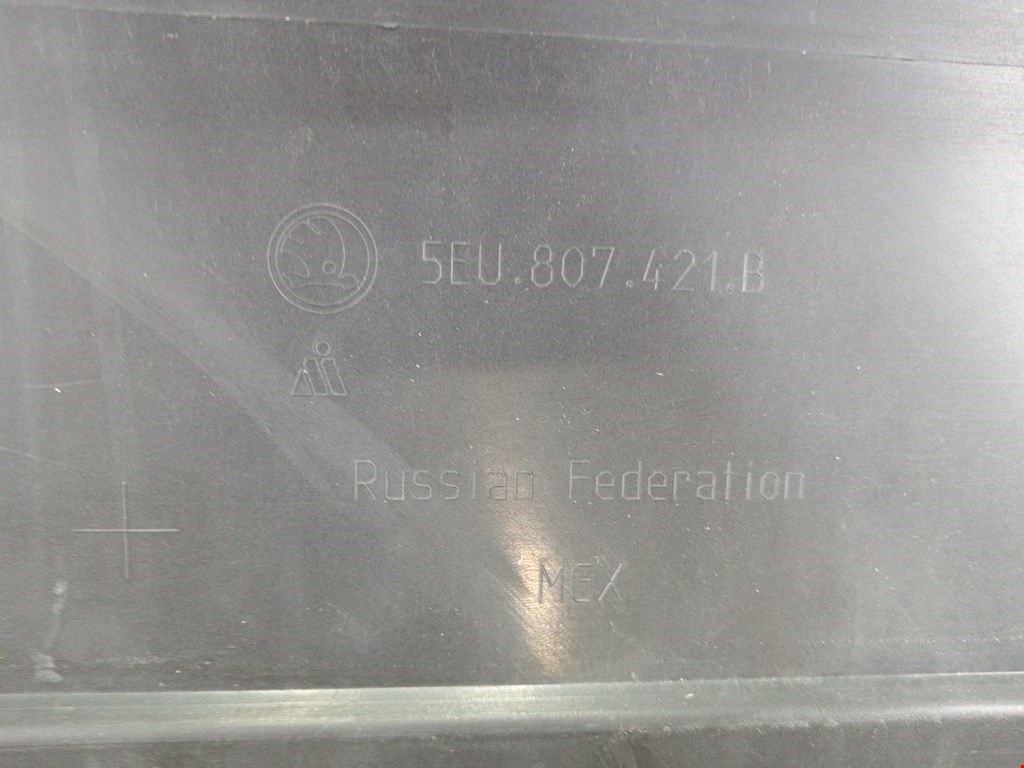 5EU.807.421.B
Russian Federation
MEX